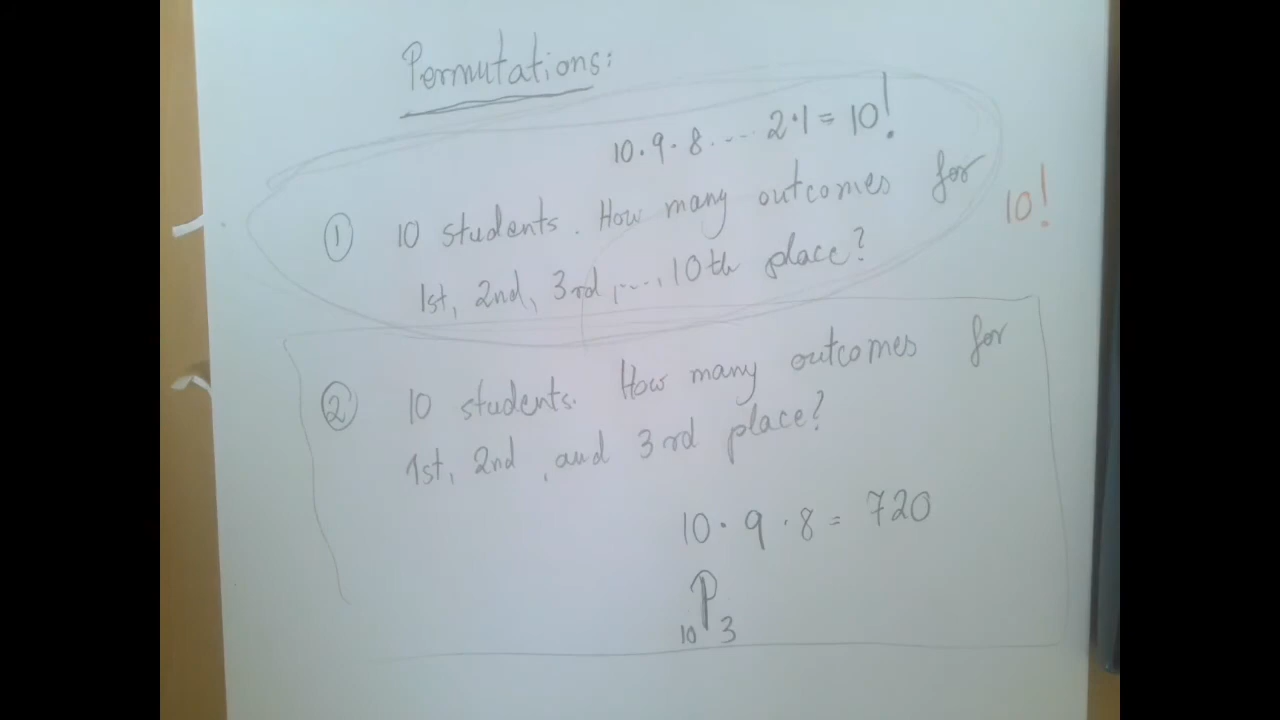 Permutations:
10 · 9 · 8 . ... 2 · 1 = 10!
① 10 students. How many outcomes for
1st, 2nd, 3rd, ..., 10th place?
10!
② 10 students. How many outcomes for
1st, 2nd, and 3rd place?
10 · 9 · 8 = 720
₁₀P₃